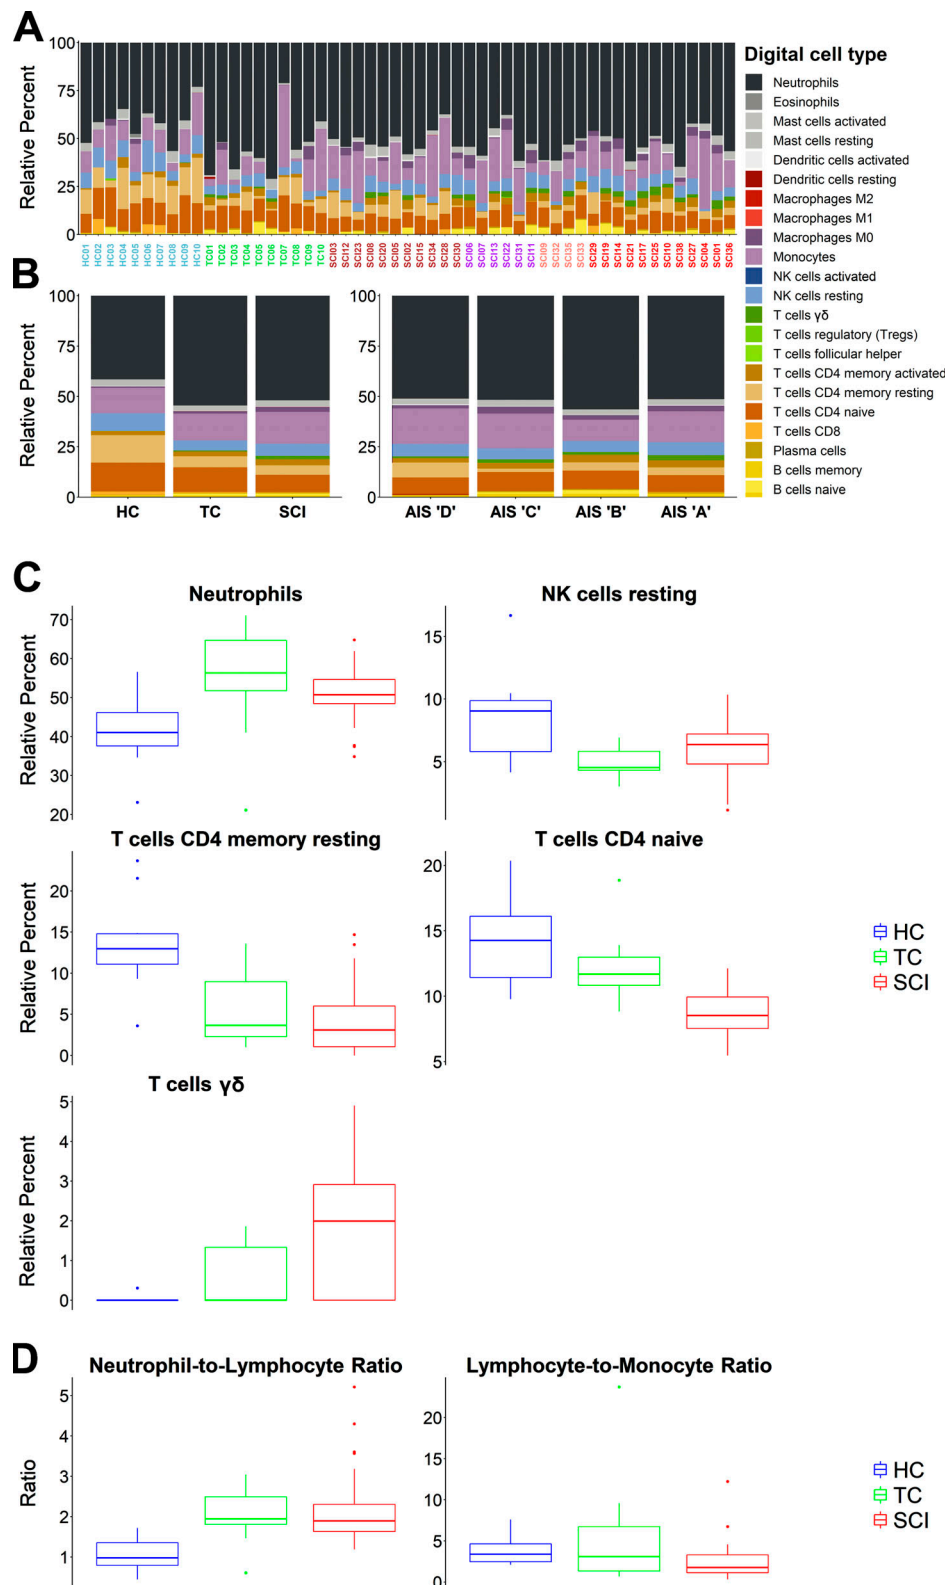 A
Relative Percent
100
75
50
25
0
HC01 HC02 HC03 HC04 HC05 HC06 HC07 HC08 HC09 HC10 TC01 TC02 TC03 TC04 TC05 TC06 TC07 TC08 TC09 TC10 SCI03 SCI12 SCI23 SCI08 SCI20 SCI05 SCI02 SCI15 SCI34 SCI28 SCI30 SCI06 SCI07 SCI13 SCI22 SCI31 SCI11 SCI09 SCI32 SCI35 SCI33 SCI29 SCI19 SCI14 SCI21 SCI17 SCI25 SCI10 SCI38 SCI27 SCI04 SCI01 SCI36
Digital cell type
Neutrophils
Eosinophils
Mast cells activated
Mast cells resting
Dendritic cells activated
Dendritic cells resting
Macrophages M2
Macrophages M1
Macrophages M0
Monocytes
NK cells activated
NK cells resting
T cells γδ
T cells regulatory (Tregs)
T cells follicular helper
T cells CD4 memory activated
T cells CD4 memory resting
T cells CD4 naive
T cells CD8
Plasma cells
B cells memory
B cells naive
B
Relative Percent
100
75
50
25
0
HC TC SCI
100
75
50
25
0
AIS 'D' AIS 'C' AIS 'B' AIS 'A'
C
Neutrophils
Relative Percent
70
60
50
40
30
20
NK cells resting
15
10
5
T cells CD4 memory resting
Relative Percent
20
15
10
5
0
T cells CD4 naive
20
15
10
5
HC
TC
SCI
T cells γδ
Relative Percent
5
4
3
2
1
0
D
Neutrophil-to-Lymphocyte Ratio
Ratio
5
4
3
2
1
Lymphocyte-to-Monocyte Ratio
20
15
10
5
0
HC
TC
SCI